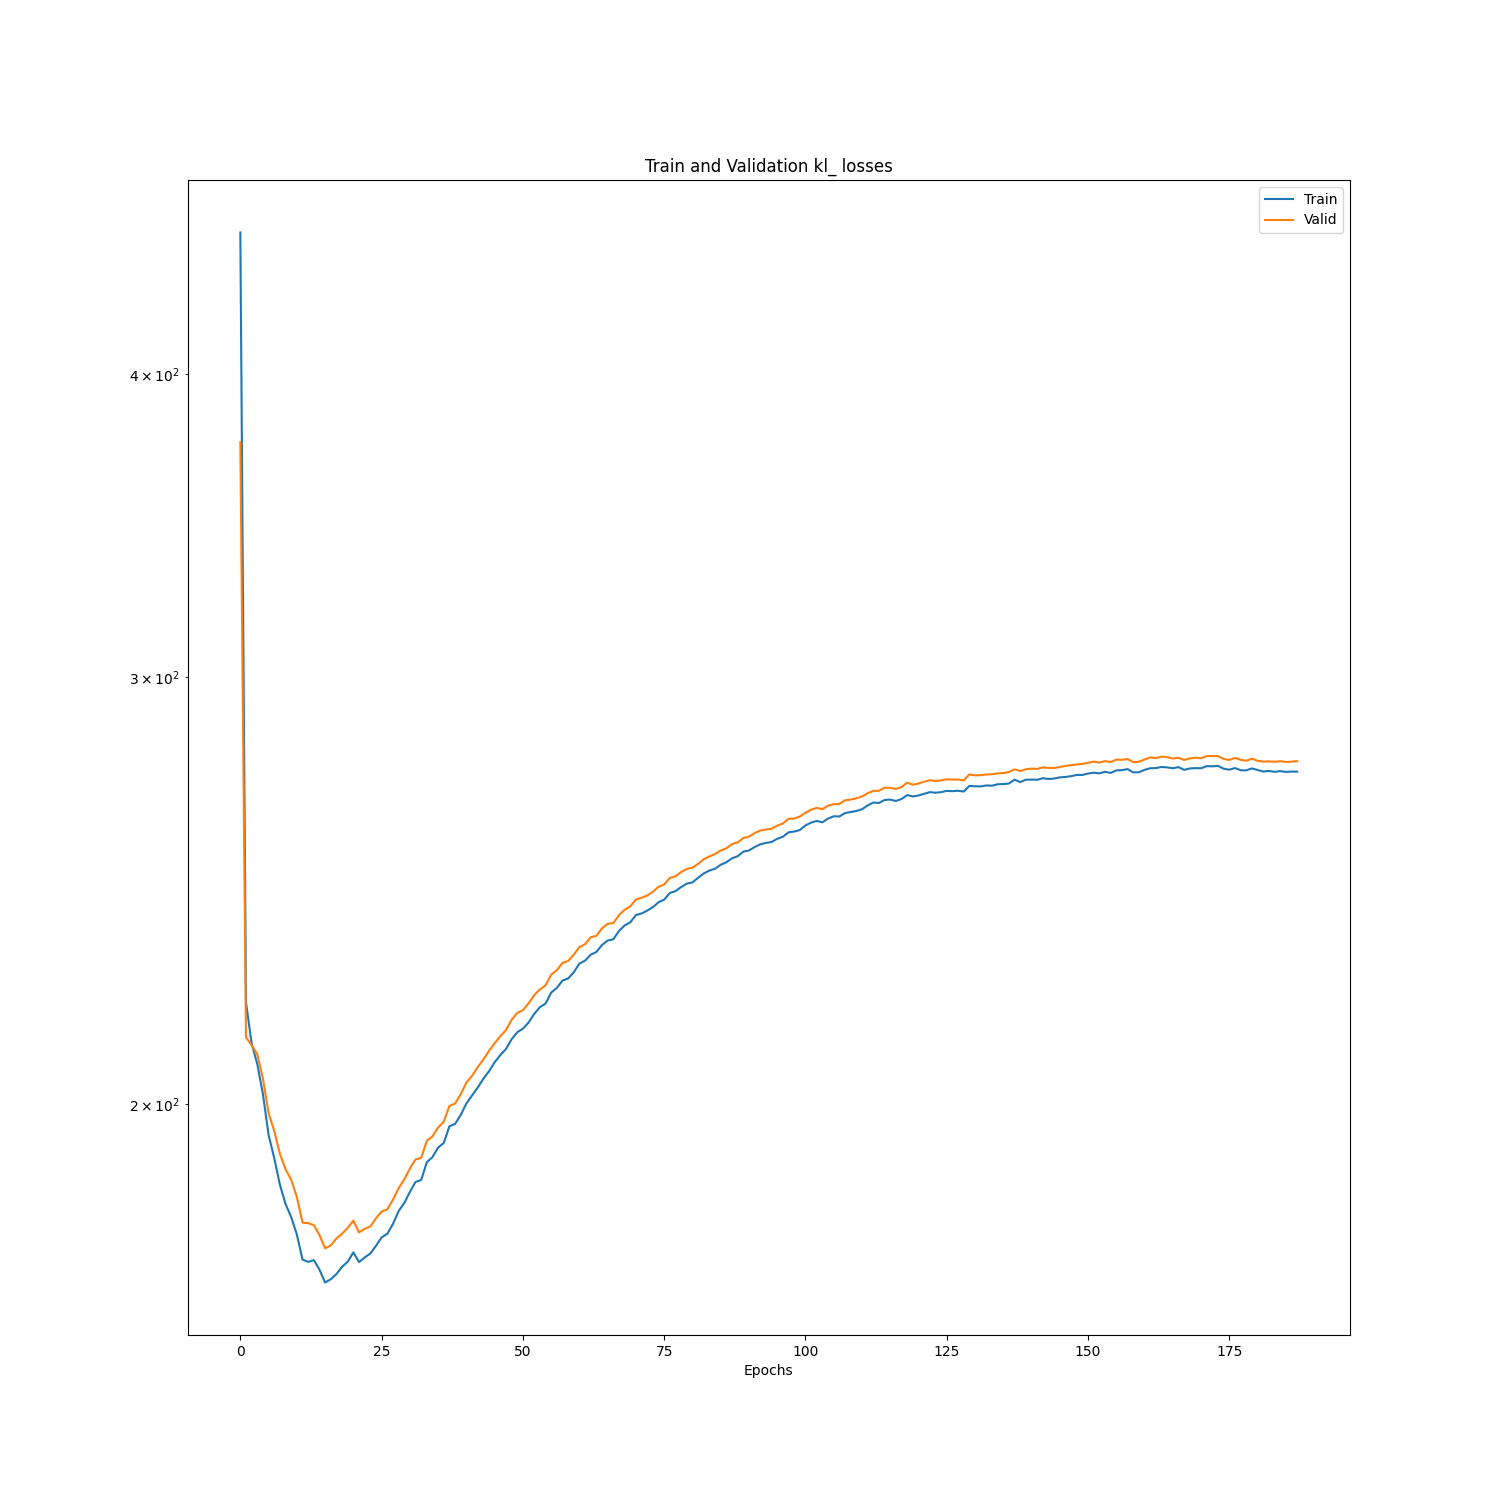 Train and Validation kl_ losses
Train
Valid
4 × 10²
3 × 10²
2 × 10²
0 25 50 75 100 125 150 175
Epochs